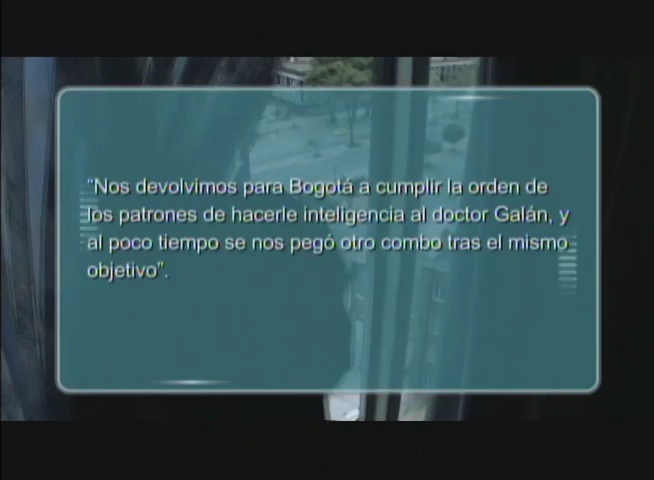 "Nos devolvimos para Bogotá a cumplir la orden de
los patrones de hacerle inteligencia al doctor Galán, y
al poco tiempo se nos pegó otro combo tras el mismo
objetivo".